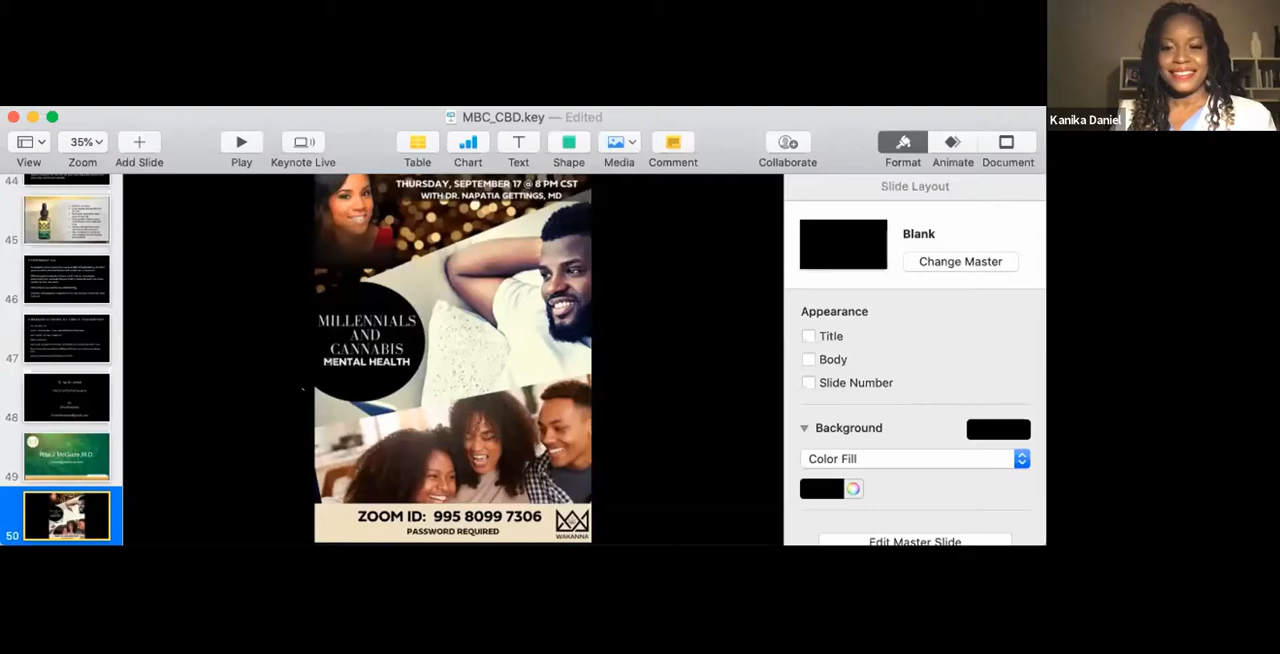 Kanika Daniel
MBC_CBD.key — Edited
35%
View
Zoom
Add Slide
Play
Keynote Live
Table
Chart
Text
Shape
Media
Comment
Collaborate
Format
Animate
Document
44
45
46
47
48
49
50
THURSDAY, SEPTEMBER 17 @ 8 PM CST
WITH DR. NAPATIA GETTINGS, MD
MILLENNIALS
AND
CANNABIS
MENTAL HEALTH
ZOOM ID: 995 8099 7306
PASSWORD REQUIRED
WAKANNA
Slide Layout
Blank
Change Master
Appearance
Title
Body
Slide Number
Background
Color Fill
Edit Master Slide